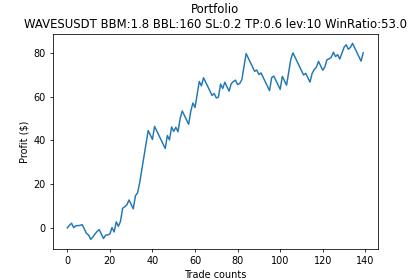 Portfolio
WAVESUSDT BBM:1.8 BBL:160 SL:0.2 TP:0.6 lev:10 WinRatio:53.0
80
60
40
20
0
Profit ($)
0 20 40 60 80 100 120 140
Trade counts